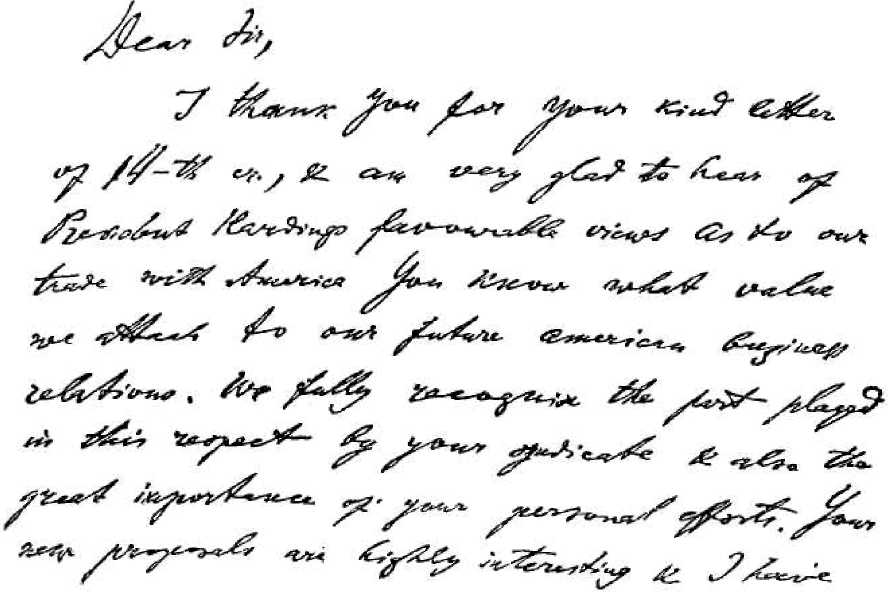 Dear Sir,
I thank you for your kind letter
of 14-th , & am very glad to hear of
President Hardings favourable views as to our
trade with America You know what value
we attach to our future american business
relations. We fully recognize the part played
in this respect by your syndicate & also the
great importance of your personal efforts. Your
new proposals are highly interesting & I have